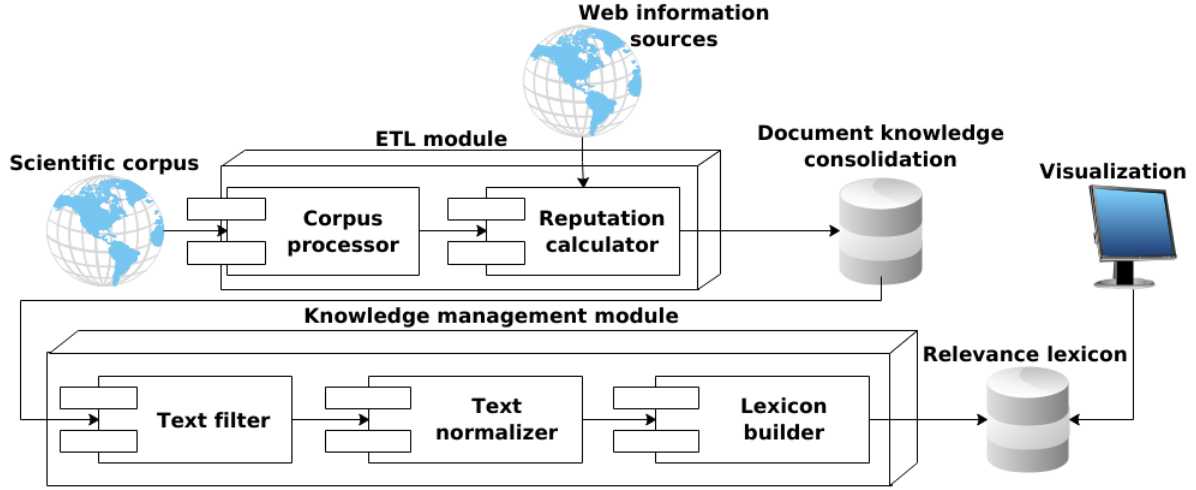 Web information
sources
ETL module
Document knowledge
consolidation
Scientific corpus
Visualization
Corpus
processor
Reputation
calculator
Knowledge management module
Relevance lexicon
Text filter
Text
normalizer
Lexicon
builder